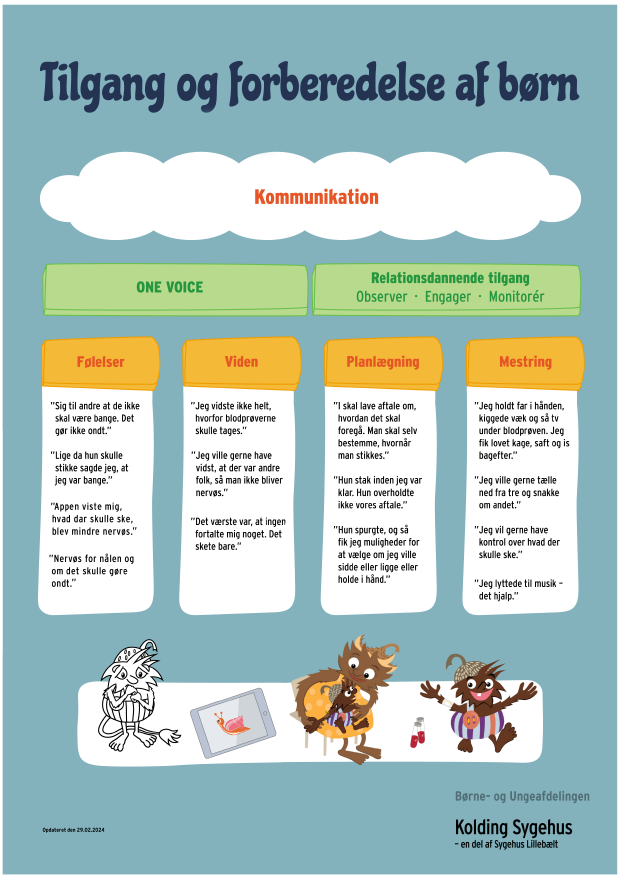 Tilgang og forberedelse af børn
Kommunikation
ONE VOICE
Relationsdannende tilgang
Observer · Engager · Monitorér
Følelser
"Sig til andre at de ikke
skal være bange. Det
gør ikke ondt."
"Lige da hun skulle
stikke sagde jeg, at
jeg var bange."
"Appen viste mig,
hvad dar skulle ske,
blev mindre nervøs."
"Nervøs for nålen og
om det skulle gøre
ondt."
Viden
"Jeg vidste ikke helt,
hvorfor blodprøverne
skulle tages."
"Jeg ville gerne have
vidst, at der var andre
folk, så man ikke bliver
nervøs."
"Det værste var, at ingen
fortalte mig noget. Det
skete bare."
Planlægning
"I skal lave aftale om,
hvordan det skal
foregå. Man skal selv
bestemme, hvornår
man stikkes."
"Hun stak inden jeg var
klar. Hun overholdte
ikke vores aftale."
"Hun spurgte, og så
fik jeg muligheder for
at vælge om jeg ville
sidde eller ligge eller
holde i hånd."
Mestring
"Jeg holdt far i hånden,
kiggede væk og så tv
under blodprøven. Jeg
fik lovet kage, saft og is
bagefter."
"Jeg ville gerne tælle
ned fra tre og snakke
om andet."
"Jeg vil gerne have
kontrol over hvad der
skulle ske."
"Jeg lyttede til musik –
det hjalp."
Børne- og Ungeafdelingen
Opdateret den 29.02.2024
Kolding Sygehus
– en del af Sygehus Lillebælt